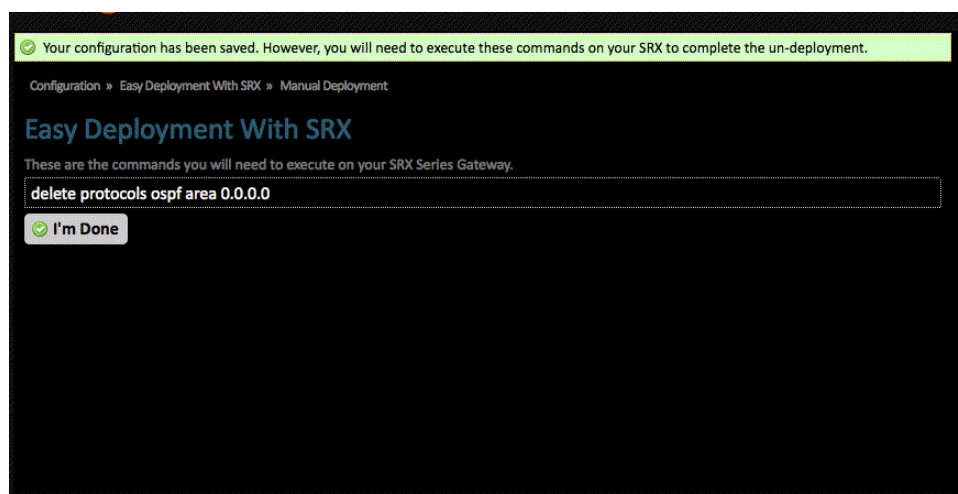 Your configuration has been saved. However, you will need to execute these commands on your SRX to complete the un-deployment.
Configuration » Easy Deployment With SRX » Manual Deployment
Easy Deployment With SRX
These are the commands you will need to execute on your SRX Series Gateway.
delete protocols ospf area 0.0.0.0
I'm Done